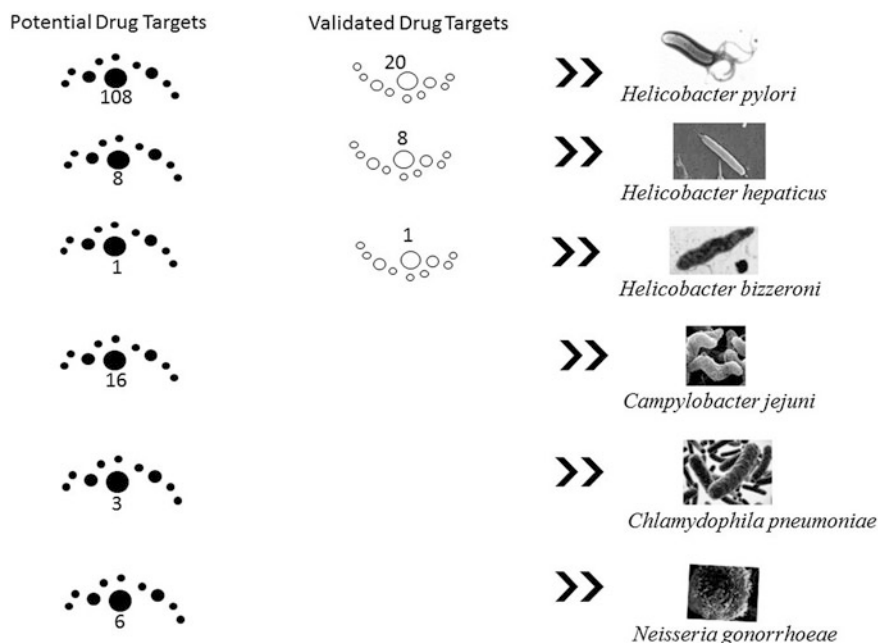 Potential Drug Targets
Validated Drug Targets
108
20
Helicobacter pylori
8
8
Helicobacter hepaticus
1
1
Helicobacter bizzeroni
16
Campylobacter jejuni
3
Chlamydophila pneumoniae
6
Neisseria gonorrhoeae